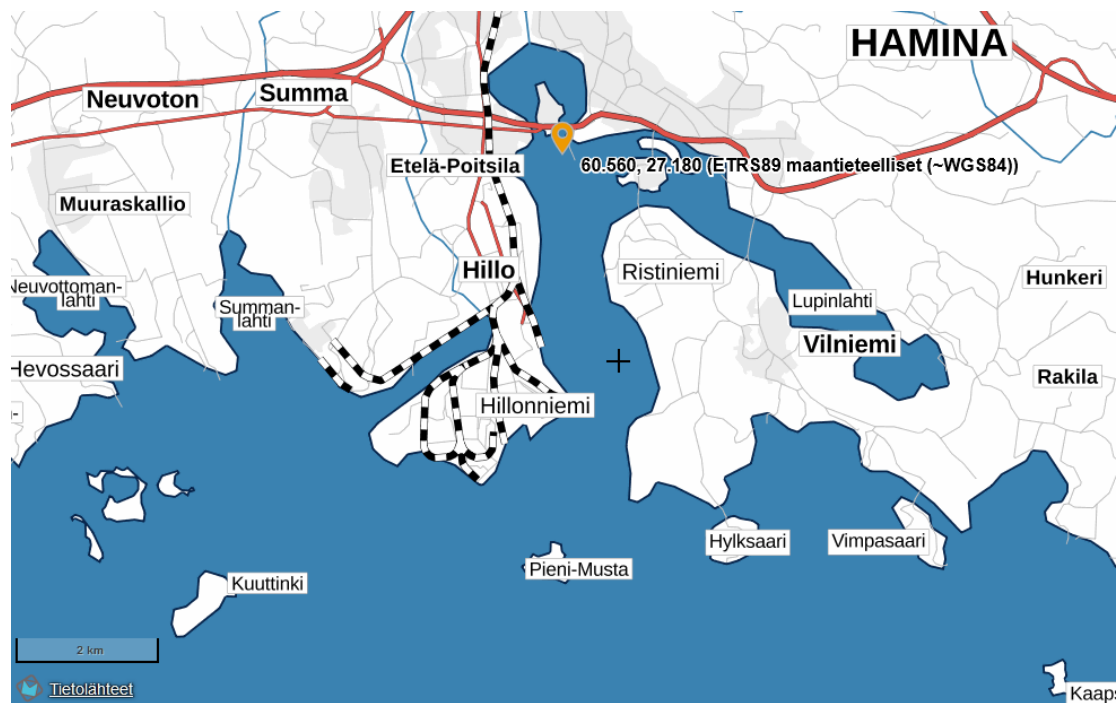 HAMINA
Neuvoton
Summa
Etelä-Poitsila
60.560, 27.180 (ETRS89 maantieteelliset (~WGS84))
Muuraskallio
Hillo
Ristiniemi
Hunkeri
Neuvottoman-
lahti
Summan-
lahti
Lupinlahti
Vilniemi
Hevossaari
Rakila
Hillonniemi
Hylksaari
Vimpasaari
Pieni-Musta
Kuuttinki
2 km
Tietolähteet
Kaaps